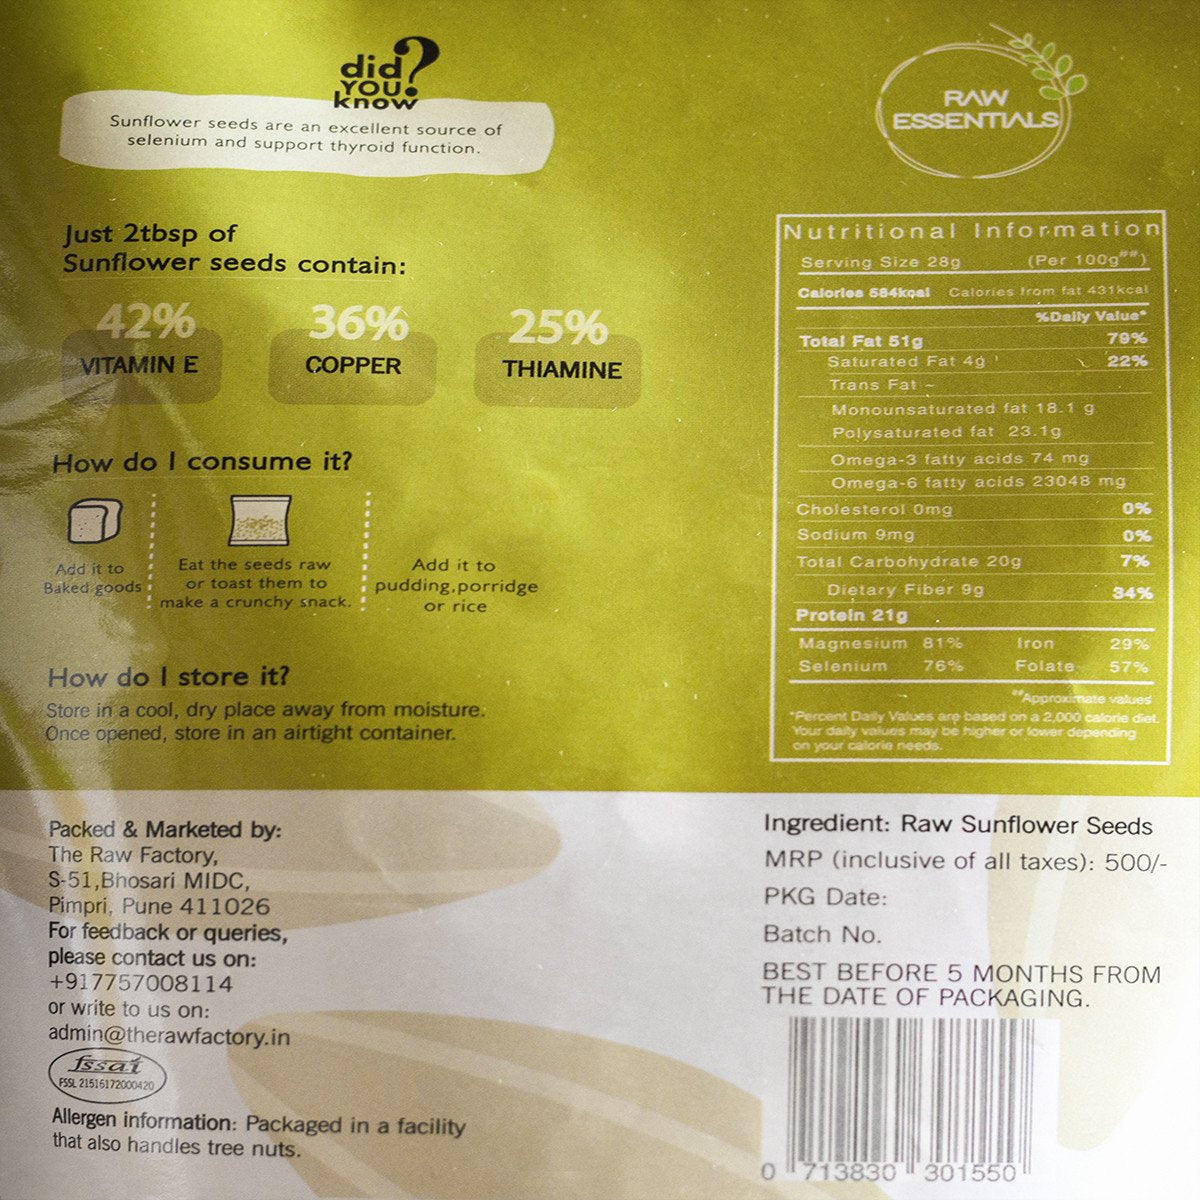 did
YOU?
know
Sunflower seeds are an excellent source of
selenium and support thyroid function.
RAW
ESSENTIALS
Just 2tbsp of
Sunflower seeds contain:
42%
VITAMIN E
36%
COPPER
25%
THIAMINE
How do I consume it?
Add it to
Baked goods
Eat the seeds raw
or toast them to
make a crunchy snack.
Add it to
pudding,porridge
or rice
How do I store it?
Store in a cool, dry place away from moisture.
Once opened, store in an airtight container.
Nutritional Information
Serving Size 28g (Per 100g##)
Calories 584kcal Calories from fat 431kcal
%Daily Value*
Total Fat 51g 79%
Saturated Fat 4g 22%
Trans Fat ~
Monounsaturated fat 18.1 g
Polysaturated fat 23.1g
Omega-3 fatty acids 74 mg
Omega-6 fatty acids 23048 mg
Cholesterol 0mg 0%
Sodium 9mg 0%
Total Carbohydrate 20g 7%
Dietary Fiber 9g 34%
Protein 21g
Magnesium 81% Iron 29%
Selenium 76% Folate 57%
##Approximate values
*Percent Daily Values are based on a 2,000 calorie diet.
Your daily values may be higher or lower depending
on your calorie needs.
Packed & Marketed by:
The Raw Factory,
S-51,Bhosari MIDC,
Pimpri, Pune 411026
For feedback or queries,
please contact us on:
+917757008114
or write to us on:
admin@therawfactory.in
fssai
FSSL 21516172000420
Allergen information: Packaged in a facility
that also handles tree nuts.
Ingredient: Raw Sunflower Seeds
MRP (inclusive of all taxes): 500/-
PKG Date:
Batch No.
BEST BEFORE 5 MONTHS FROM
THE DATE OF PACKAGING.
0 713830 301550